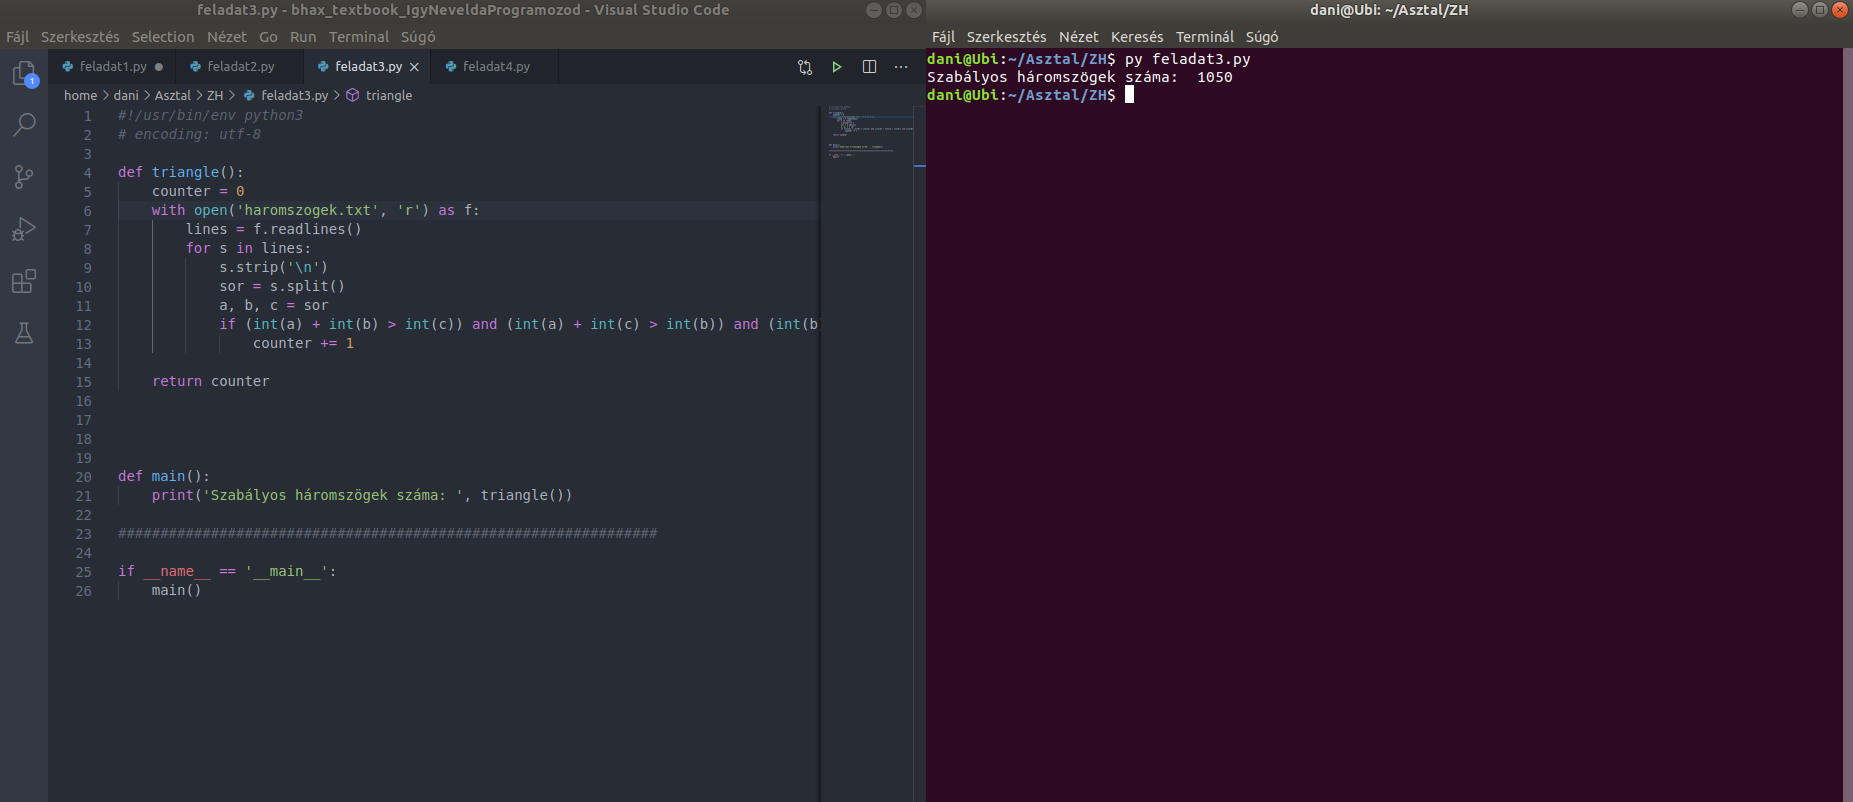 feladat3.py - bhax_textbook_IgyNeveldaProgramozod - Visual Studio Code
Fájl Szerkesztés Selection Nézet Go Run Terminal Súgó
feladat1.py feladat2.py feladat3.py feladat4.py
home > dani > Asztal > ZH > feladat3.py > triangle
1
1 #!/usr/bin/env python3
2 # encoding: utf-8
3
4 def triangle():
5 counter = 0
6 with open('haromszogek.txt', 'r') as f:
7 lines = f.readlines()
8 for s in lines:
9 s.strip('\n')
10 sor = s.split()
11 a, b, c = sor
12 if (int(a) + int(b) > int(c)) and (int(a) + int(c) > int(b)) and (int(b
13 counter += 1
14
15 return counter
16
17
18
19
20 def main():
21 print('Szabályos háromszögek száma: ', triangle())
22
23 ################################################################
24
25 if __name__ == '__main__':
26 main()
dani@Ubi: ~/Asztal/ZH
Fájl Szerkesztés Nézet Keresés Terminál Súgó
dani@Ubi:~/Asztal/ZH$ py feladat3.py
Szabályos háromszögek száma:  1050
dani@Ubi:~/Asztal/ZH$